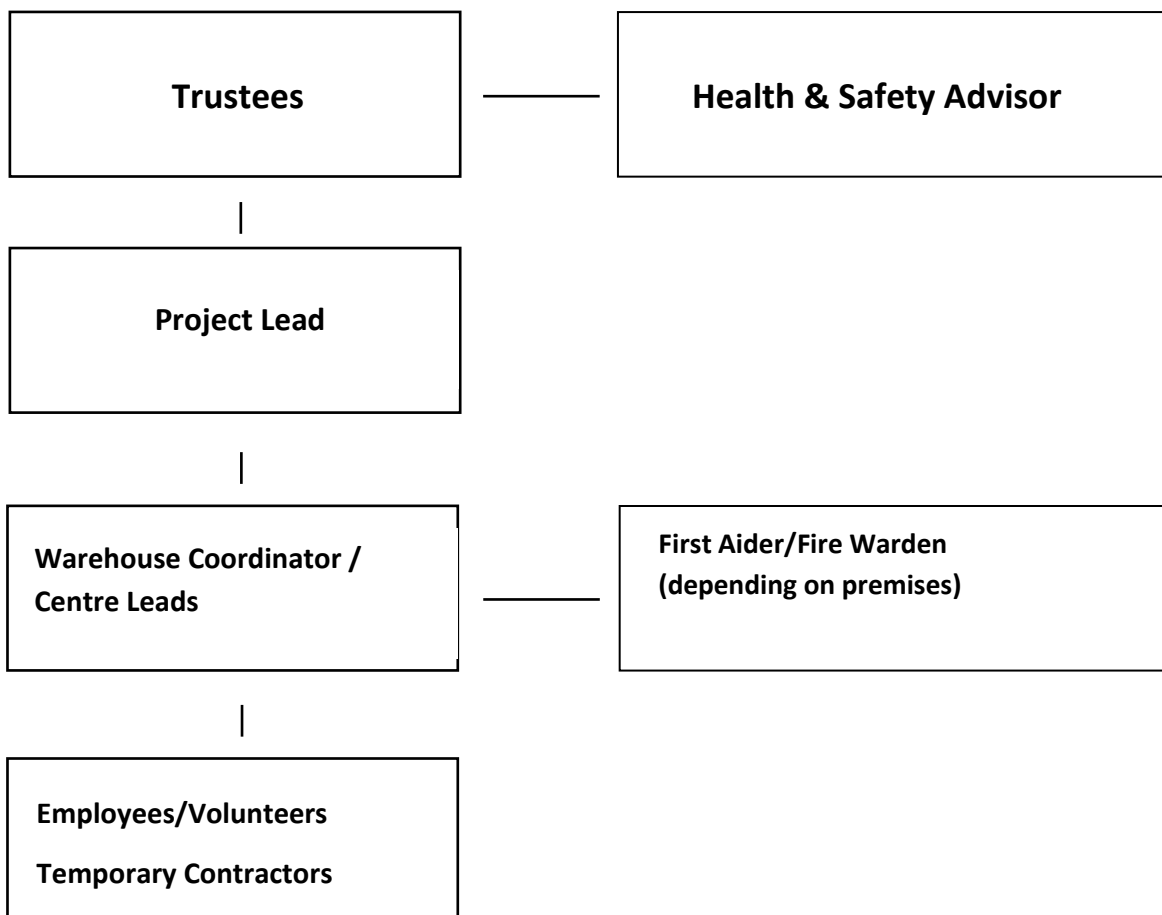 Trustees
Health & Safety Advisor
Project Lead
Warehouse Coordinator /
Centre Leads
First Aider/Fire Warden
(depending on premises)
Employees/Volunteers
Temporary Contractors